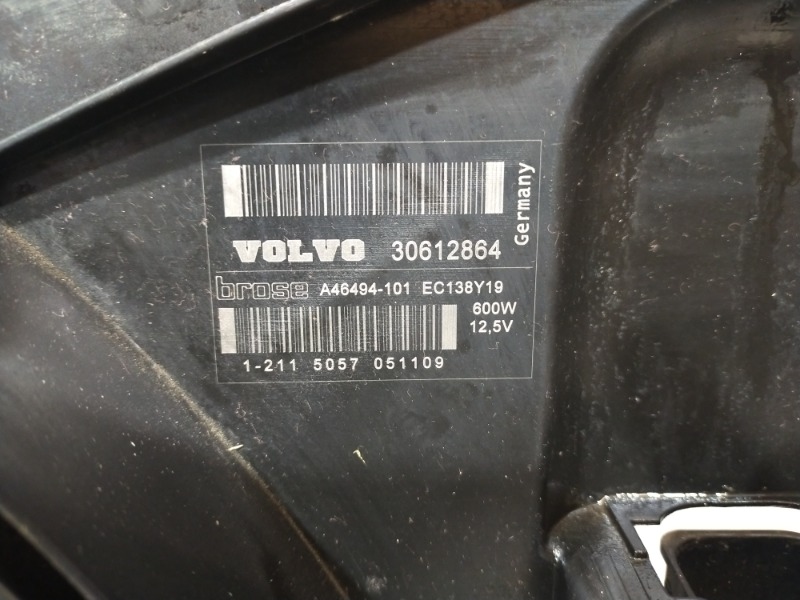 VOLVO 30612864
Germany
brose A46494-101 EC138Y19
600W
12,5V
1-211 5057 051109